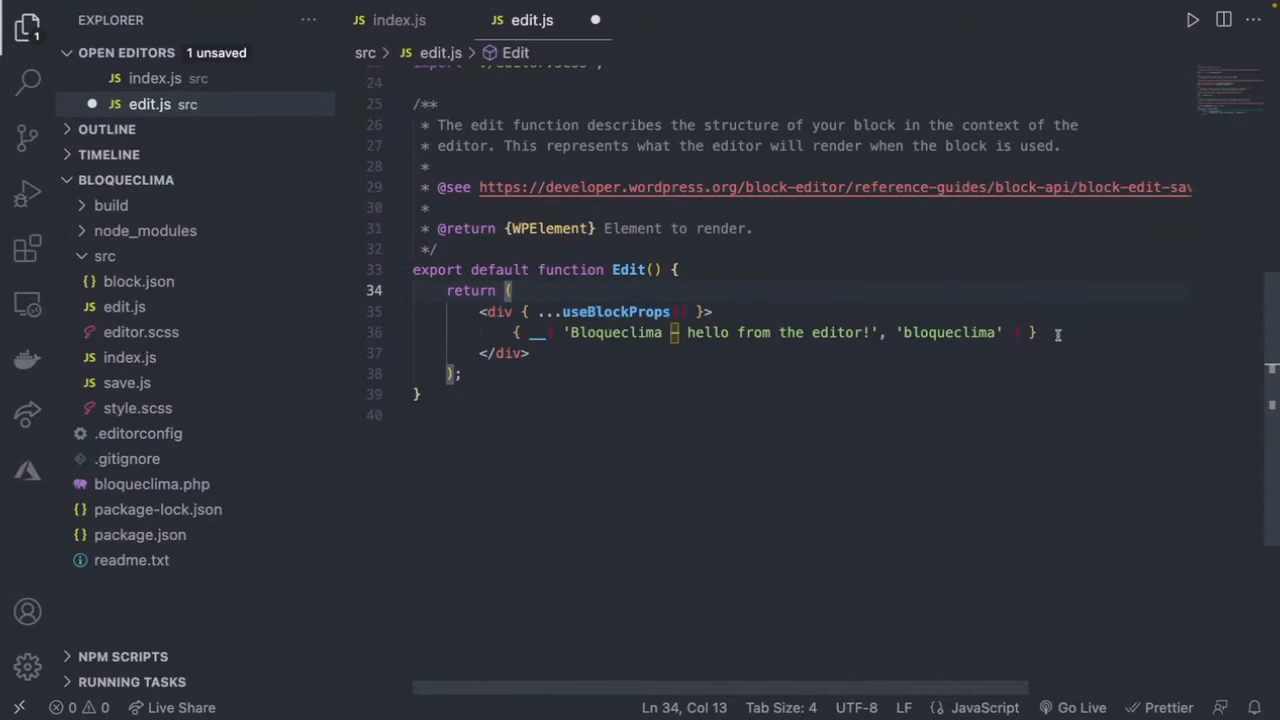 EXPLORER
index.js
edit.js
OPEN EDITORS 1 unsaved
src > edit.js > Edit
index.js src
edit.js src
OUTLINE
TIMELINE
BLOQUECLIMA
build
node_modules
src
block.json
edit.js
editor.scss
index.js
save.js
style.scss
.editorconfig
.gitignore
bloqueclima.php
package-lock.json
package.json
readme.txt
NPM SCRIPTS
RUNNING TASKS
1
24
25 /**
26 * The edit function describes the structure of your block in the context of the
27 * editor. This represents what the editor will render when the block is used.
28 *
29 * @see https://developer.wordpress.org/block-editor/reference-guides/block-api/block-edit-sav
30 *
31 * @return {WPElement} Element to render.
32 */
33 export default function Edit() {
34 return (
35 <div { ...useBlockProps() }>
36 { __( 'Bloqueclima – hello from the editor!', 'bloqueclima' ) }
37 </div>
38 );
39 }
40
0 0 Live Share
Ln 34, Col 13 Tab Size: 4 UTF-8 LF {} JavaScript Go Live Prettier